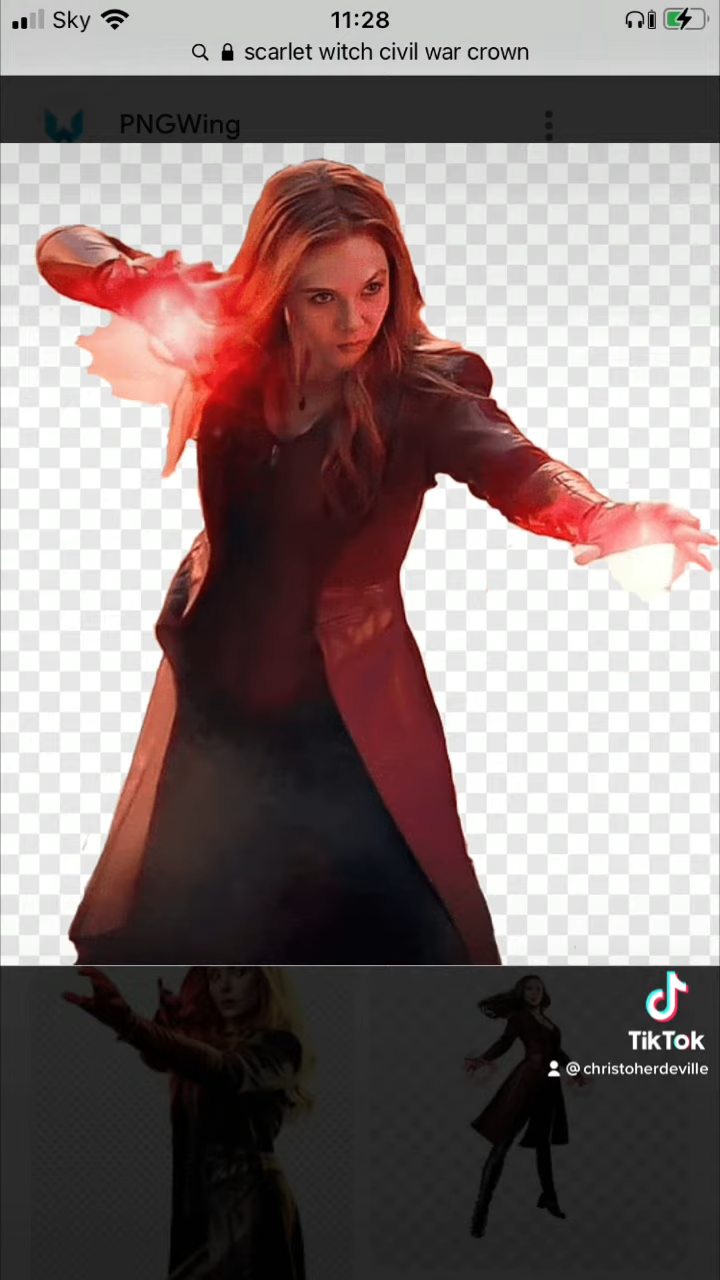 Sky
11:28
scarlet witch civil war crown
PNGWing
TikTok
@christoherdeville